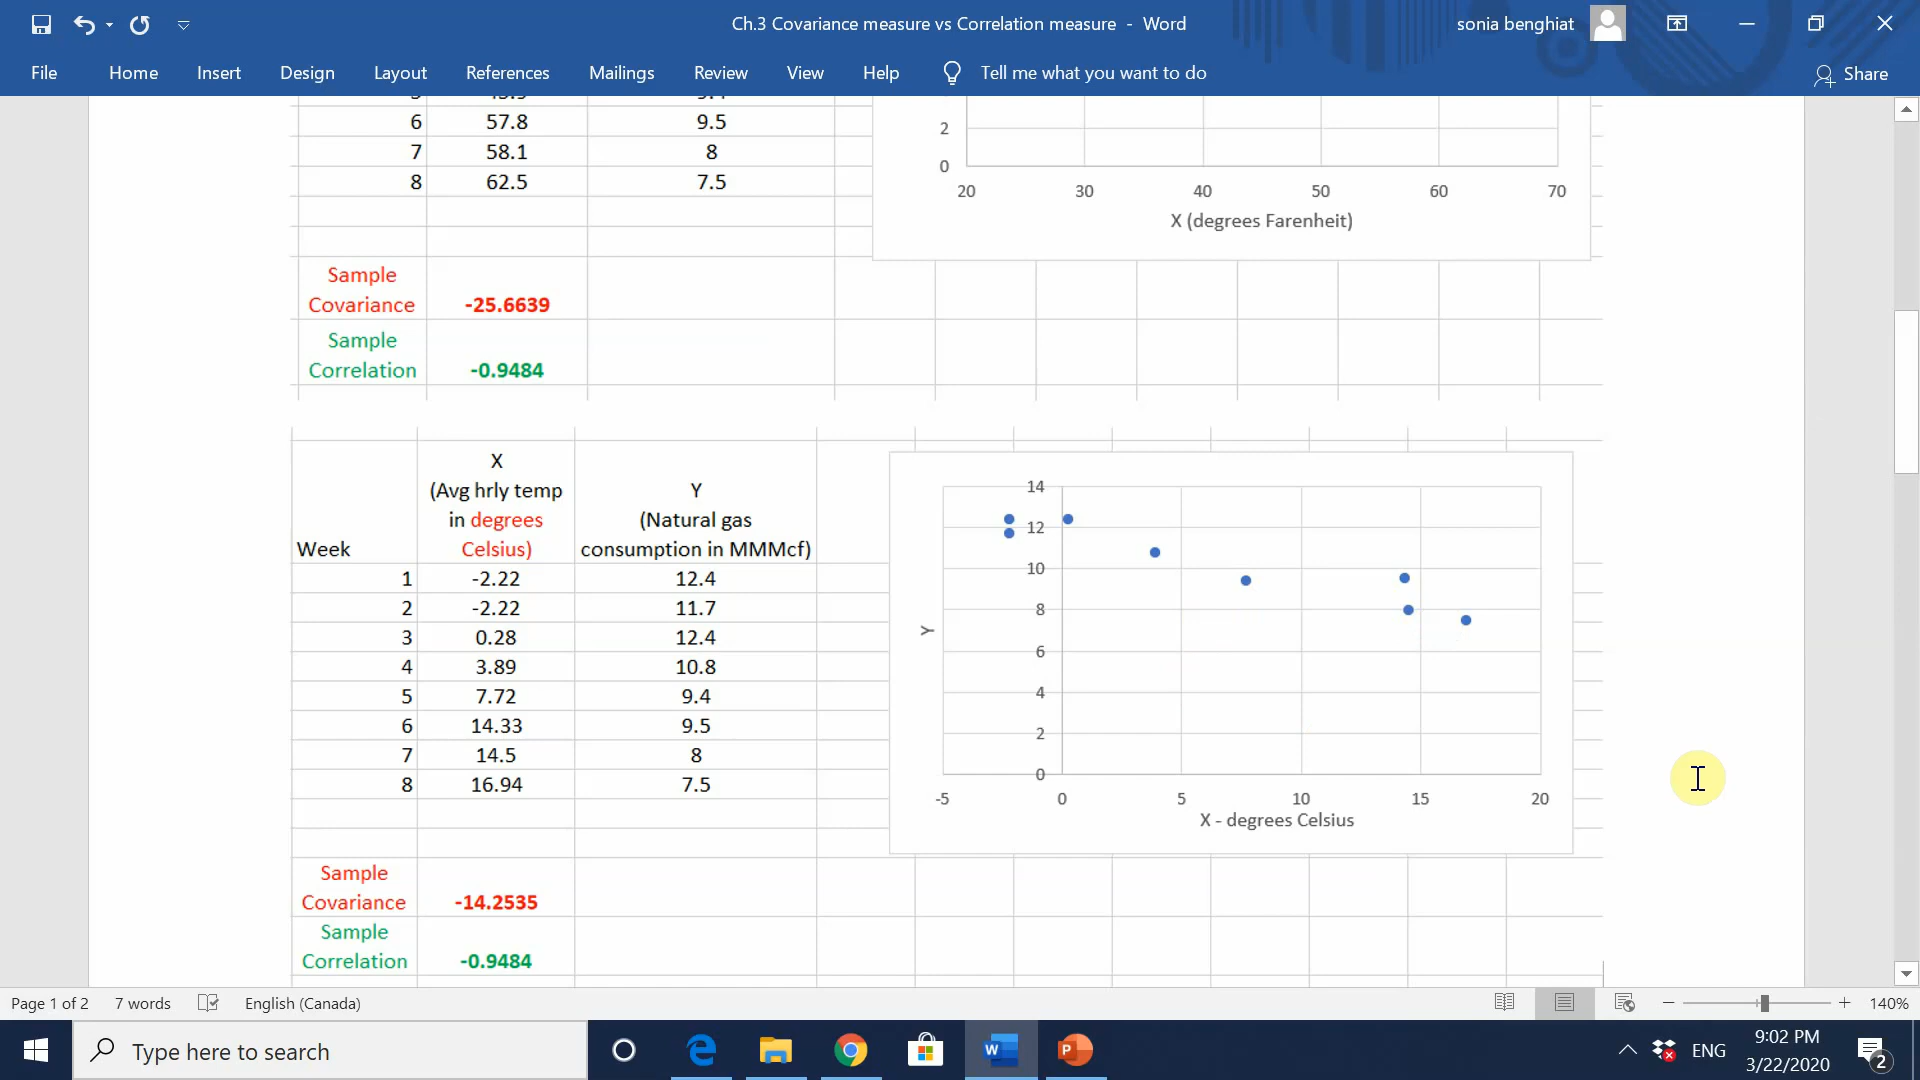 Ch.3 Covariance measure vs Correlation measure - Word
sonia benghiat
File Home Insert Design Layout References Mailings Review View Help Tell me what you want to do Share
6 57.8 9.5
7 58.1 8
8 62.5 7.5
2
0
20 30 40 50 60 70
X (degrees Farenheit)
Sample
Covariance -25.6639
Sample
Correlation -0.9484
X
(Avg hrly temp
in degrees
Celsius)
Y
(Natural gas
consumption in MMMcf)
Week
1 -2.22 12.4
2 -2.22 11.7
3 0.28 12.4
4 3.89 10.8
5 7.72 9.4
6 14.33 9.5
7 14.5 8
8 16.94 7.5
14
12
10
8
6
4
2
0
Y
-5 0 5 10 15 20
X - degrees Celsius
Sample
Covariance -14.2535
Sample
Correlation -0.9484
Page 1 of 2 7 words English (Canada) 140%
Type here to search
ENG
9:02 PM
3/22/2020
2